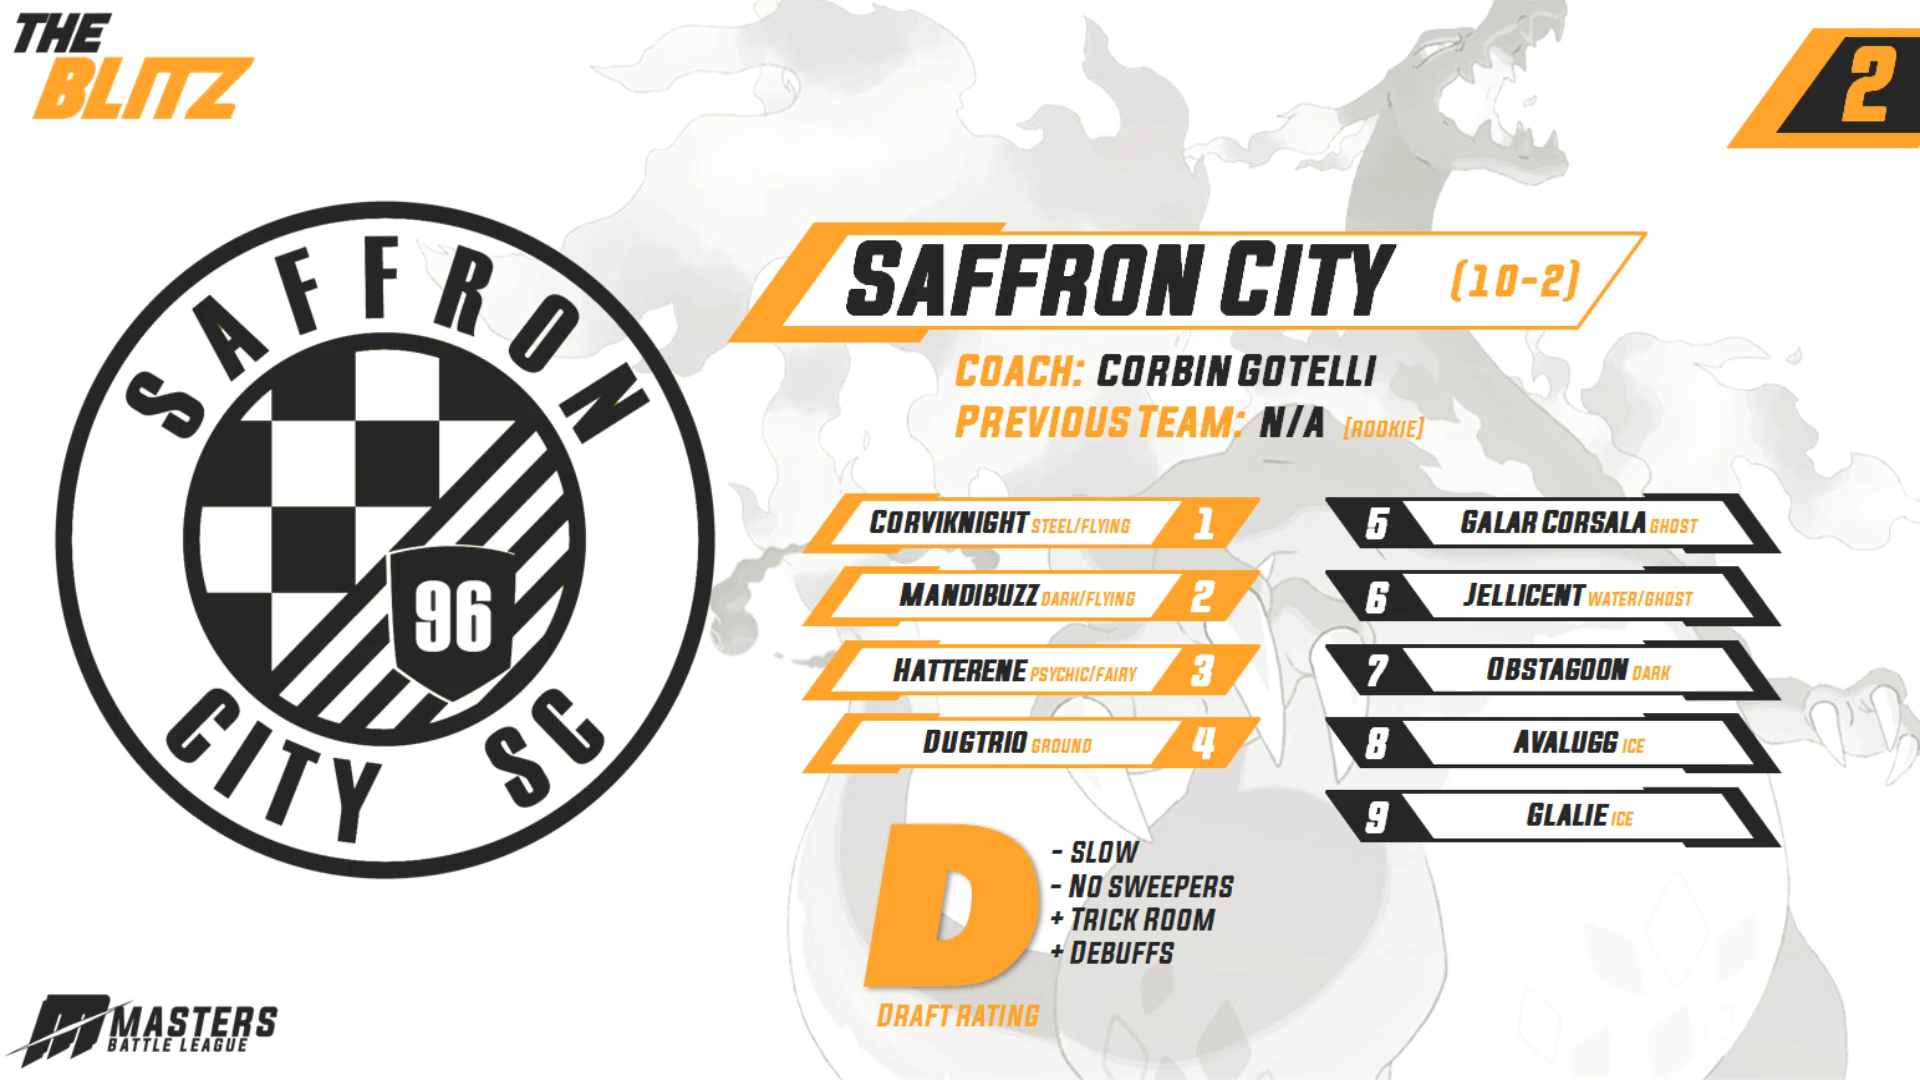 THE
BLITZ
2
SAFFRON
CITY SC
96
SAFFRON CITY (10-2)
COACH: CORBIN GOTELLI
PREVIOUS TEAM: N/A [ROOKIE]
CORVIKNIGHT STEEL/FLYING 1
MANDIBUZZ DARK/FLYING 2
HATTERENE PSYCHIC/FAIRY 3
DUGTRIO GROUND 4
5 GALAR CORSALA GHOST
6 JELLICENT WATER/GHOST
7 OBSTAGOON DARK
8 AVALUGG ICE
9 GLALIE ICE
D
- SLOW
- NO SWEEPERS
+ TRICK ROOM
+ DEBUFFS
DRAFT RATING
MASTERS
BATTLE LEAGUE